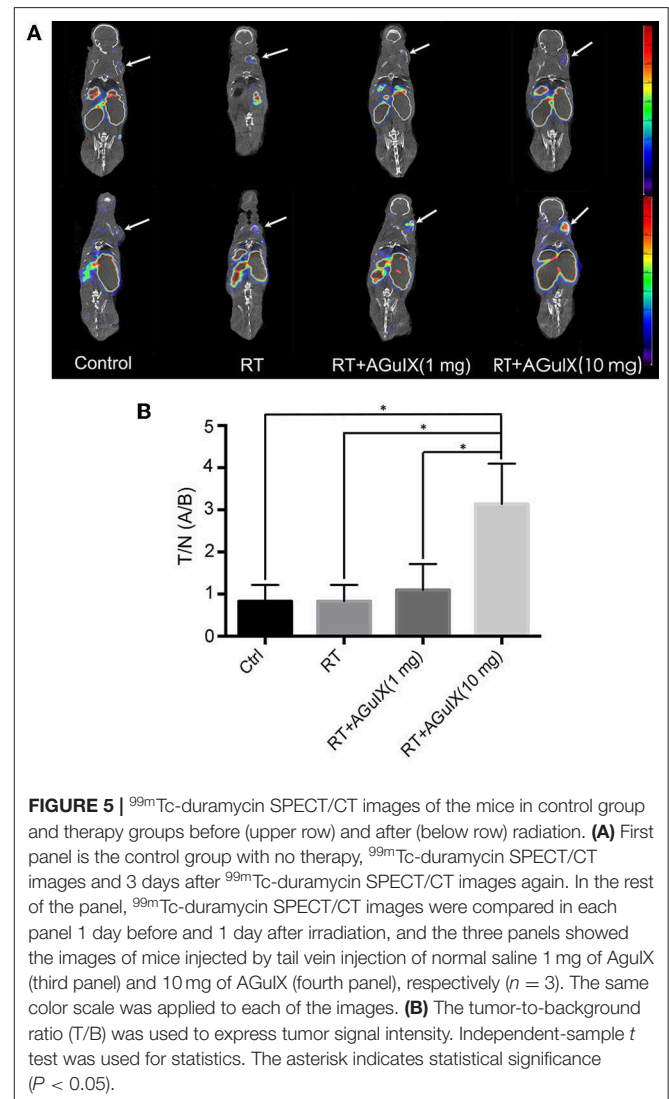 A
Control
RT
RT+AGuIX(1 mg)
RT+AGuIX(10 mg)
B
*
*
*
T/N (A/B)
5
4
3
2
1
0
Ctrl
RT
RT+AGuIX(1 mg)
RT+AGuIX(10 mg)
FIGURE 5 | 99mTc-duramycin SPECT/CT images of the mice in control group
and therapy groups before (upper row) and after (below row) radiation. (A) First
panel is the control group with no therapy, 99mTc-duramycin SPECT/CT
images and 3 days after 99mTc-duramycin SPECT/CT images again. In the rest
of the panel, 99mTc-duramycin SPECT/CT images were compared in each
panel 1 day before and 1 day after irradiation, and the three panels showed
the images of mice injected by tail vein injection of normal saline 1 mg of AguIX
(third panel) and 10 mg of AGuIX (fourth panel), respectively (n = 3). The same
color scale was applied to each of the images. (B) The tumor-to-background
ratio (T/B) was used to express tumor signal intensity. Independent-sample t
test was used for statistics. The asterisk indicates statistical significance
(P < 0.05).